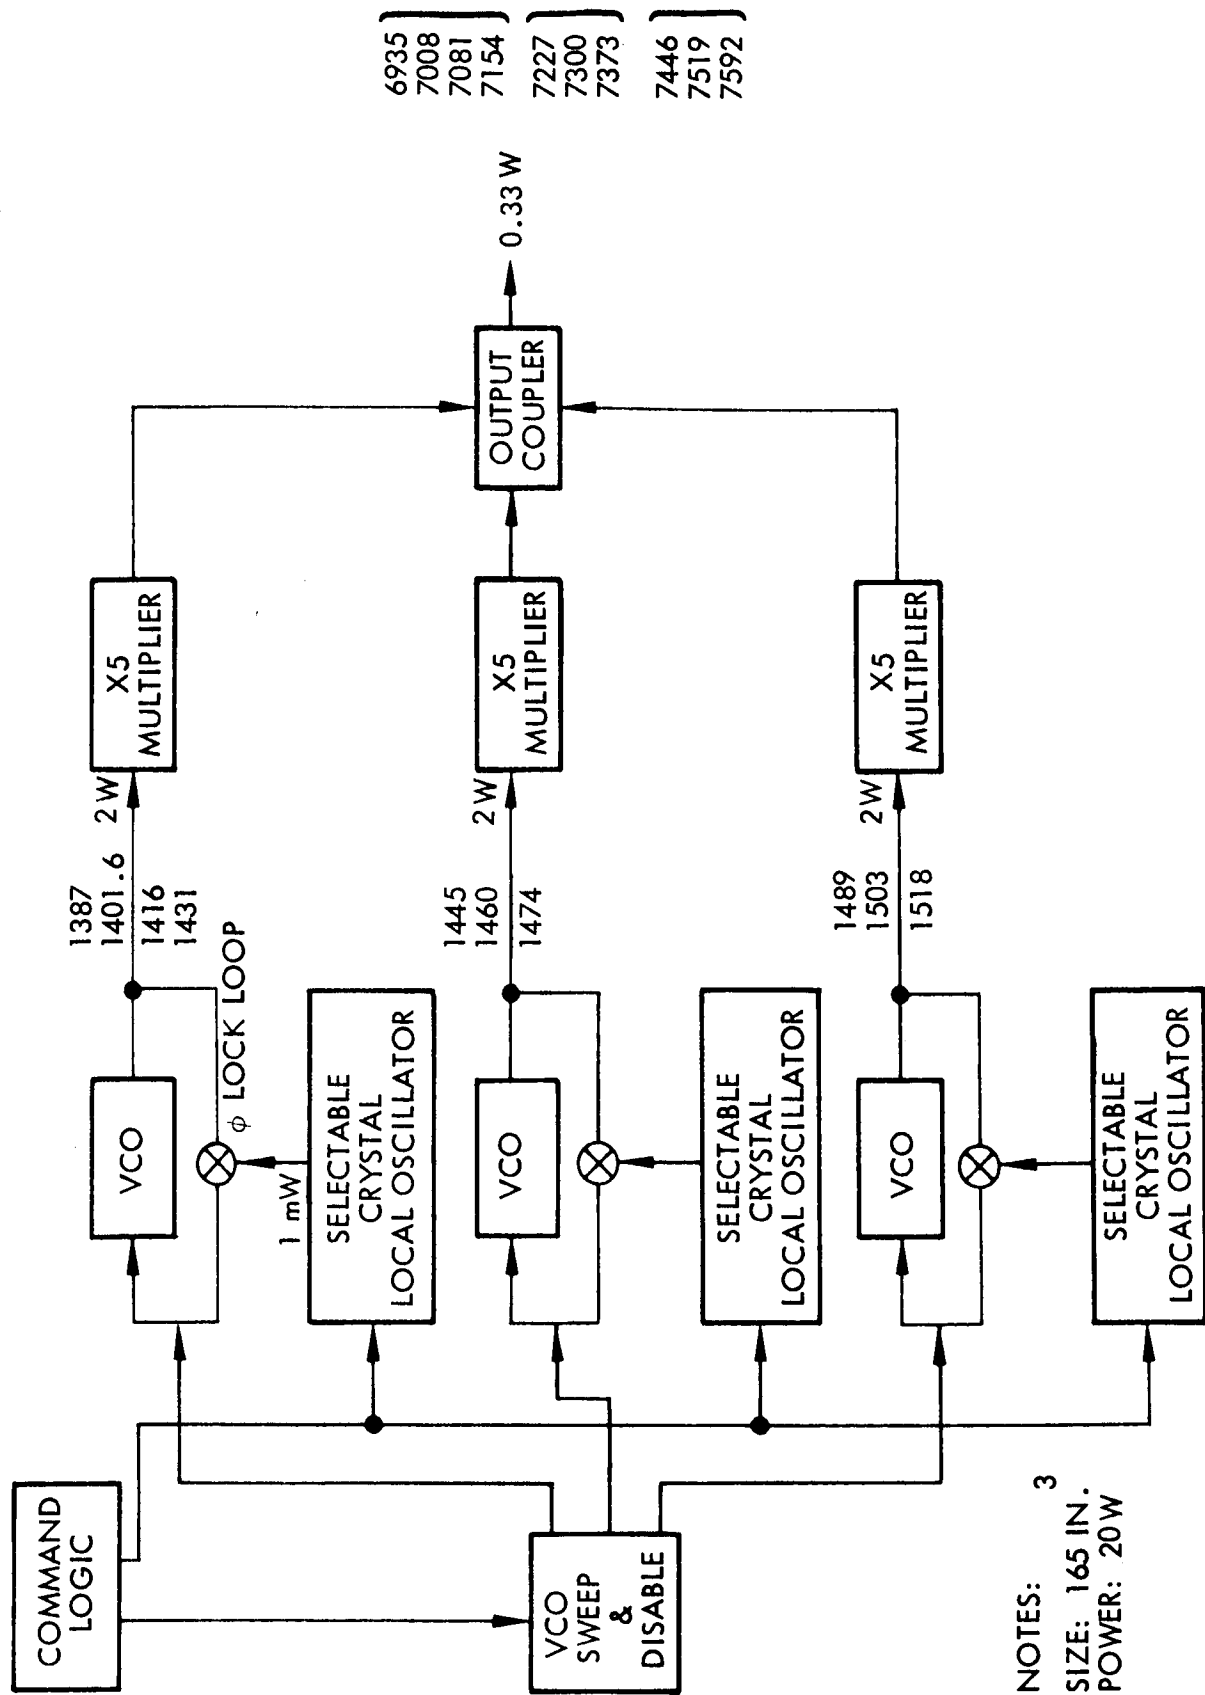 COMMAND
LOGIC
VCO
SWEEP
&
DISABLE
NOTES:
SIZE: 165 IN.3
POWER: 20W
VCO
φ LOCK LOOP
1 mW
SELECTABLE
CRYSTAL
LOCAL OSCILLATOR
1387
1401.6
1416
1431
2W
X5
MULTIPLIER
VCO
SELECTABLE
CRYSTAL
LOCAL OSCILLATOR
1445
1460
1474
2W
X5
MULTIPLIER
VCO
SELECTABLE
CRYSTAL
LOCAL OSCILLATOR
1489
1503
1518
2W
X5
MULTIPLIER
OUTPUT
COUPLER
0.33 W
6935
7008
7081
7154
7227
7300
7373
7446
7519
7592